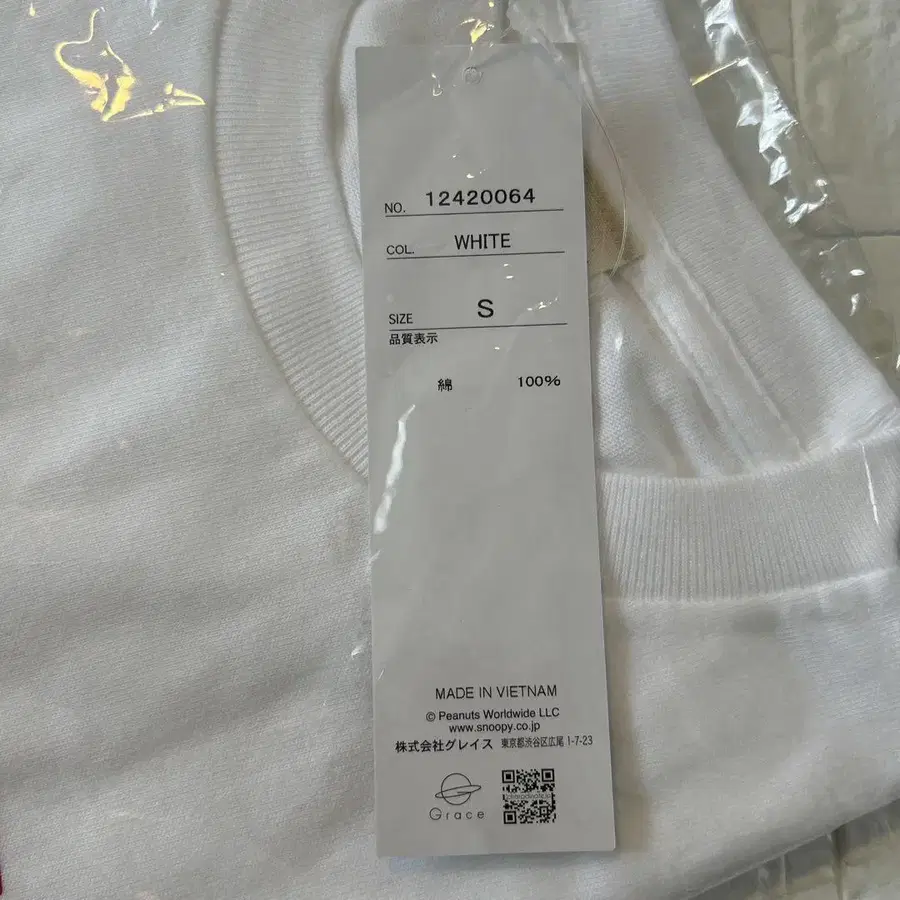 NO. 12420064
COL. WHITE
SIZE S
品質表示
綿 100%
MADE IN VIETNAM
© Peanuts Worldwide LLC
www.snoopy.co.jp
株式会社グレイス 東京都渋谷区広尾 1-7-23
Grace